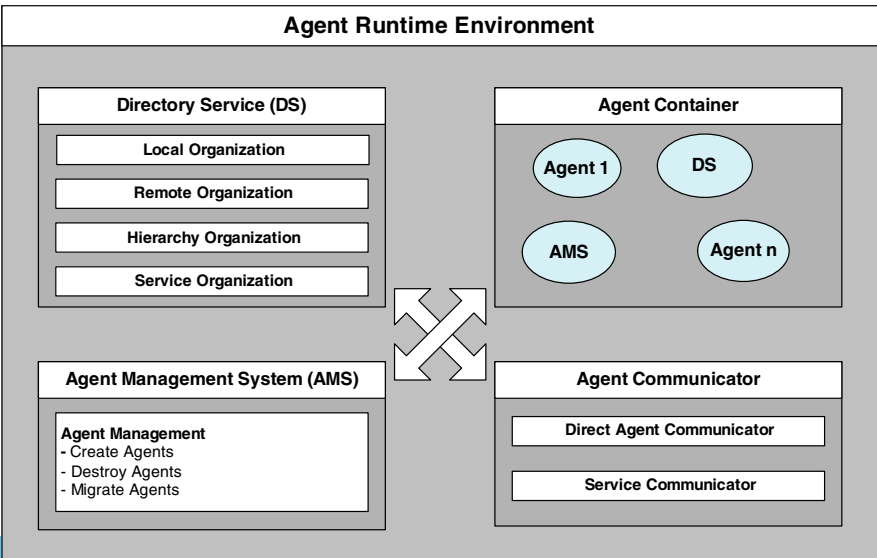 Agent Runtime Environment
Directory Service (DS)
Local Organization
Remote Organization
Hierarchy Organization
Service Organization
Agent Container
Agent 1
DS
AMS
Agent n
Agent Management System (AMS)
Agent Management
- Create Agents
- Destroy Agents
- Migrate Agents
Agent Communicator
Direct Agent Communicator
Service Communicator